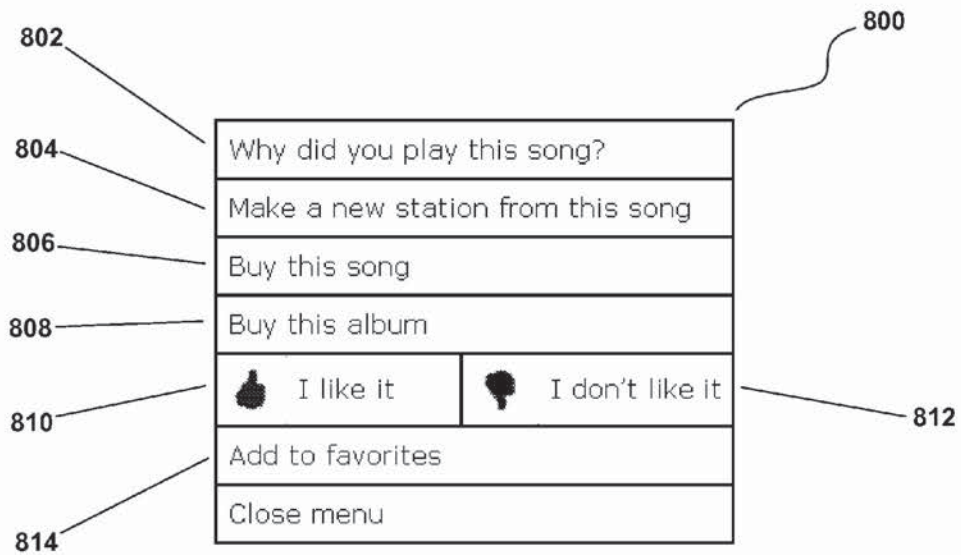 802
800
804
Why did you play this song?
Make a new station from this song
806
Buy this song
808
Buy this album
810
I like it
I don't like it
812
Add to favorites
814
Close menu